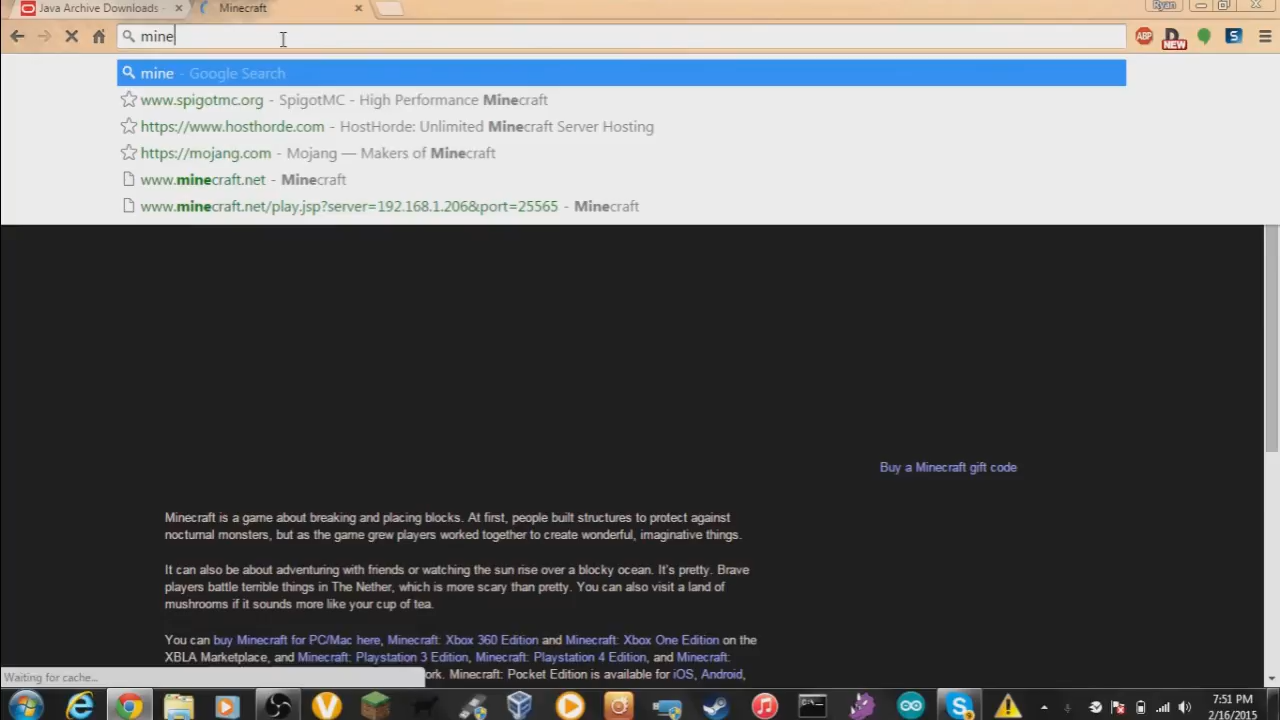 Java Archive Downloads -
Minecraft
Ryan
mine
ABP
NEW
S
mine - Google Search
www.spigotmc.org - SpigotMC - High Performance Minecraft
https://www.hosthorde.com - HostHorde: Unlimited Minecraft Server Hosting
https://mojang.com - Mojang — Makers of Minecraft
www.minecraft.net - Minecraft
www.minecraft.net/play.jsp?server=192.168.1.206&port=25565 - Minecraft
Buy a Minecraft gift code
Minecraft is a game about breaking and placing blocks. At first, people built structures to protect against
nocturnal monsters, but as the game grew players worked together to create wonderful, imaginative things.
It can also be about adventuring with friends or watching the sun rise over a blocky ocean. It's pretty. Brave
players battle terrible things in The Nether, which is more scary than pretty. You can also visit a land of
mushrooms if it sounds more like your cup of tea.
You can buy Minecraft for PC/Mac here, Minecraft: Xbox 360 Edition and Minecraft: Xbox One Edition on the
XBLA Marketplace, and Minecraft: Playstation 3 Edition, Minecraft: Playstation 4 Edition, and Minecraft:
ork. Minecraft: Pocket Edition is available for iOS, Android,
Waiting for cache...
7:51 PM
2/16/2015